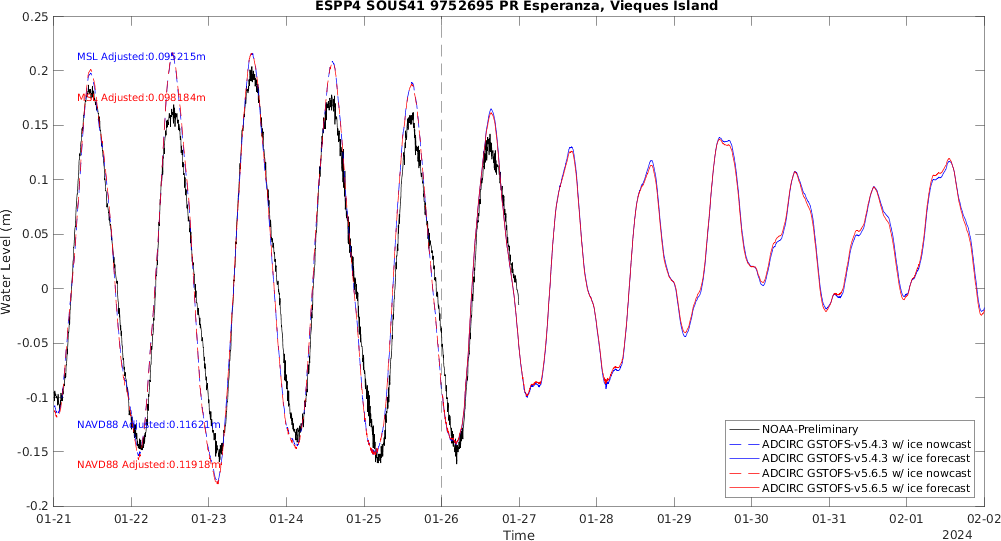 ESPP4 SOUS41 9752695 PR Esperanza, Vieques Island
0.25
0.2
0.15
0.1
0.05
0
-0.05
-0.1
-0.15
-0.2
Water Level (m)
MSL Adjusted:0.095215m
MSL Adjusted:0.098184m
NAVD88 Adjusted:0.11621m
NAVD88 Adjusted:0.11918m
NOAA-Preliminary
ADCIRC GSTOFS-v5.4.3 w/ ice nowcast
ADCIRC GSTOFS-v5.4.3 w/ ice forecast
ADCIRC GSTOFS-v5.6.5 w/ ice nowcast
ADCIRC GSTOFS-v5.6.5 w/ ice forecast
01-21 01-22 01-23 01-24 01-25 01-26 01-27 01-28 01-29 01-30 01-31 02-01 02-02
Time
2024